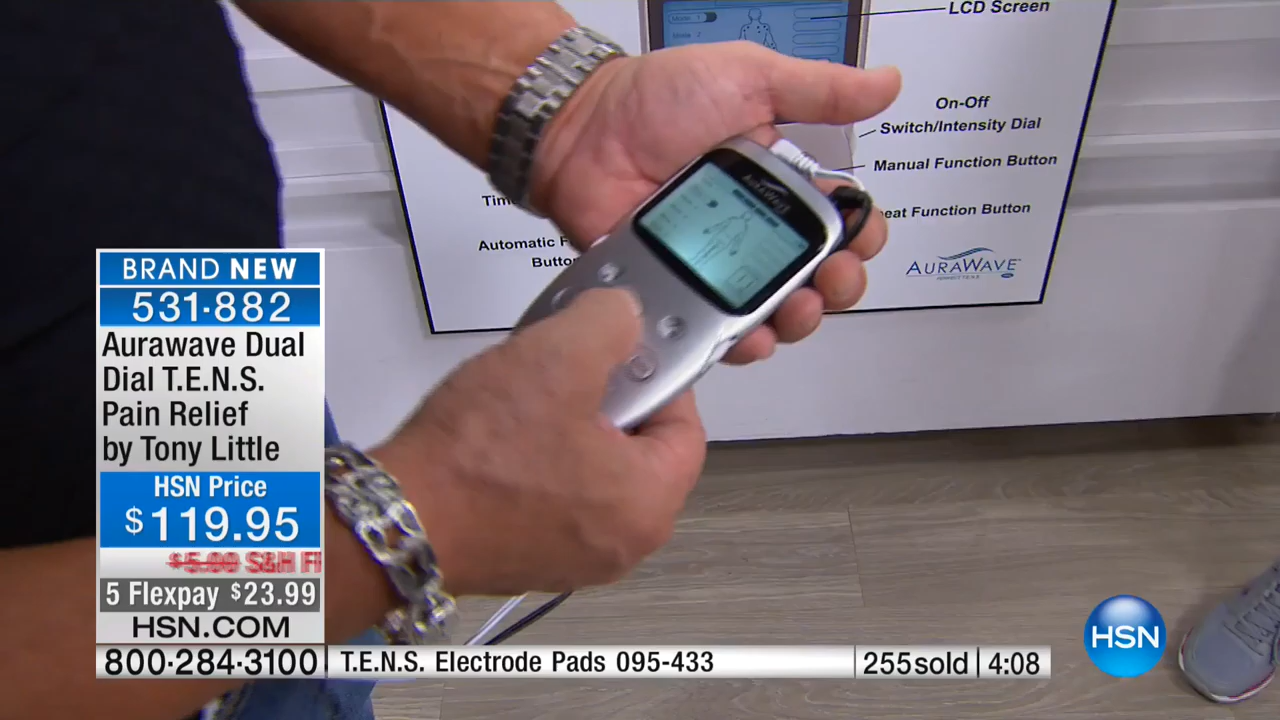 LCD Screen
On-Off
Switch/Intensity Dial
Manual Function Button
eat Function Button
Automatic F
Butto
AURAWAVE
AURAWAVE
BRAND NEW
531-882
Aurawave Dual
Dial T.E.N.S.
Pain Relief
by Tony Little
HSN Price
$119.95
$5.00 S&H F
5 Flexpay $23.99
HSN.COM
800·284·3100
T.E.N.S. Electrode Pads 095-433
255 sold
4:08
HSN